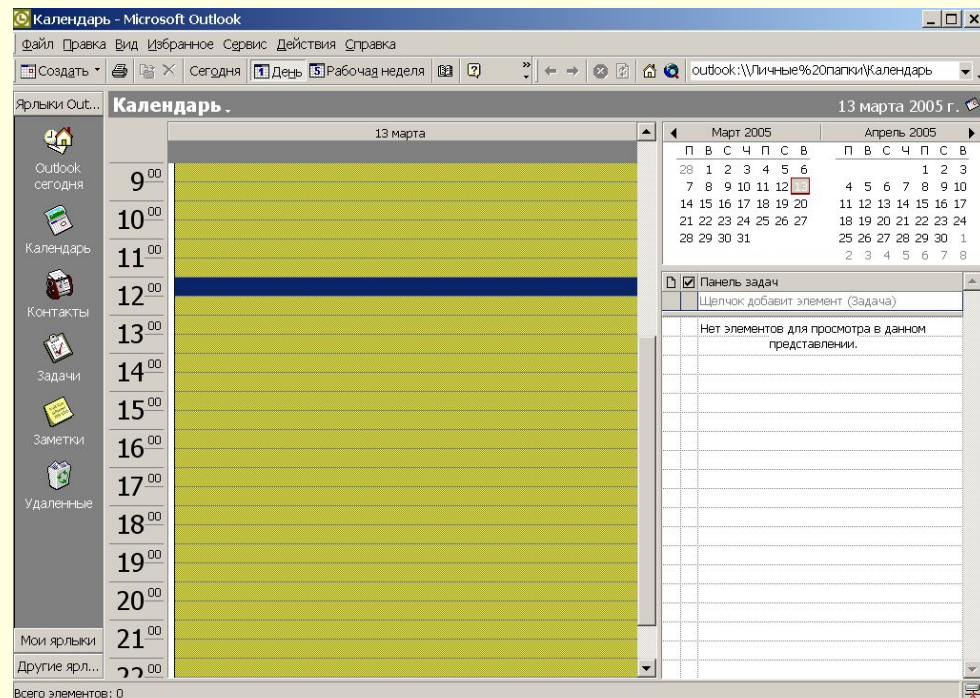 Календарь - Microsoft Outlook
Файл Правка Вид Избранное Сервис Действия Справка
Создать Сегодня 1 День 5 Рабочая неделя outlook:\\Личные%20папки\Календарь
Ярлыки Out... Календарь. 13 марта 2005 г.
Outlook сегодня
Календарь
Контакты
Задачи
Заметки
Удаленные
Мои ярлыки
Другие ярл...
13 марта
9 00
10 00
11 00
12 00
13 00
14 00
15 00
16 00
17 00
18 00
19 00
20 00
21 00
22 00
Март 2005
П В С Ч П С В
28 1 2 3 4 5 6
7 8 9 10 11 12 13
14 15 16 17 18 19 20
21 22 23 24 25 26 27
28 29 30 31
Апрель 2005
П В С Ч П С В
1 2 3
4 5 6 7 8 9 10
11 12 13 14 15 16 17
18 19 20 21 22 23 24
25 26 27 28 29 30 1
2 3 4 5 6 7 8
Панель задач
Щелчок добавит элемент (Задача)
Нет элементов для просмотра в данном
представлении.
Всего элементов: 0